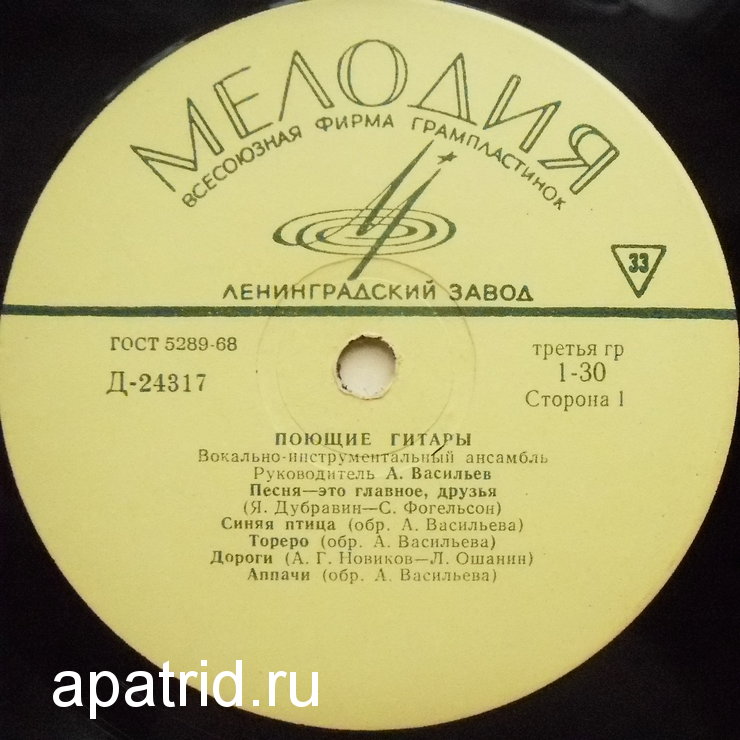 МЕЛОДИЯ
ВСЕСОЮЗНАЯ ФИРМА ГРАМПЛАСТИНОК
33
ЛЕНИНГРАДСКИЙ ЗАВОД
ГОСТ 5289-68
Д-24317
третья гр
1-30
Сторона 1
ПОЮЩИЕ ГИТАРЫ
Вокально-инструментальный ансамбль
Руководитель А. Васильев
Песня—это главное, друзья
(Я. Дубравин—С. Фогельсон)
Синяя птица (обр. А. Васильева)
Тореро (обр. А. Васильева)
Дороги (А. Г. Новиков—Л. Ошанин)
Аппачи (обр. А. Васильева)
apatrid.ru